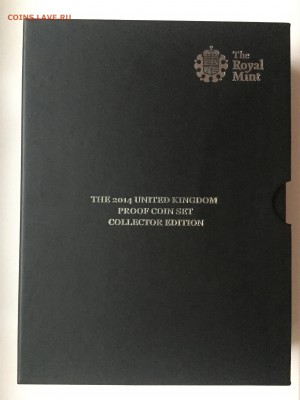 COINS.LAVE.RU
The
Royal
Mint
THE 2014 UNITED KINGDOM
PROOF COIN SET
COLLECTOR EDITION